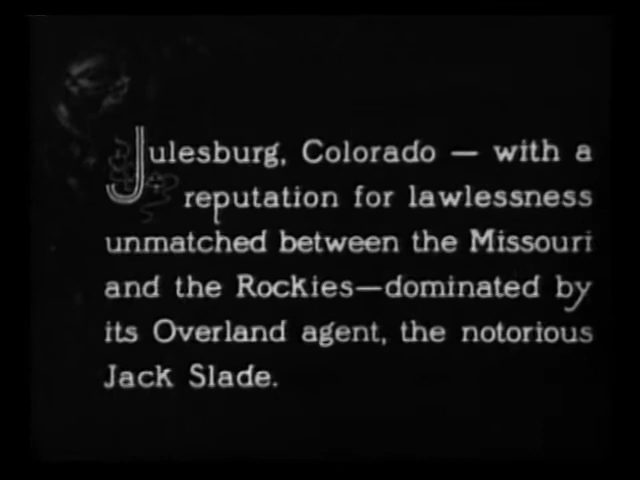 Julesburg, Colorado — with a
reputation for lawlessness
unmatched between the Missouri
and the Rockies—dominated by
its Overland agent, the notorious
Jack Slade.